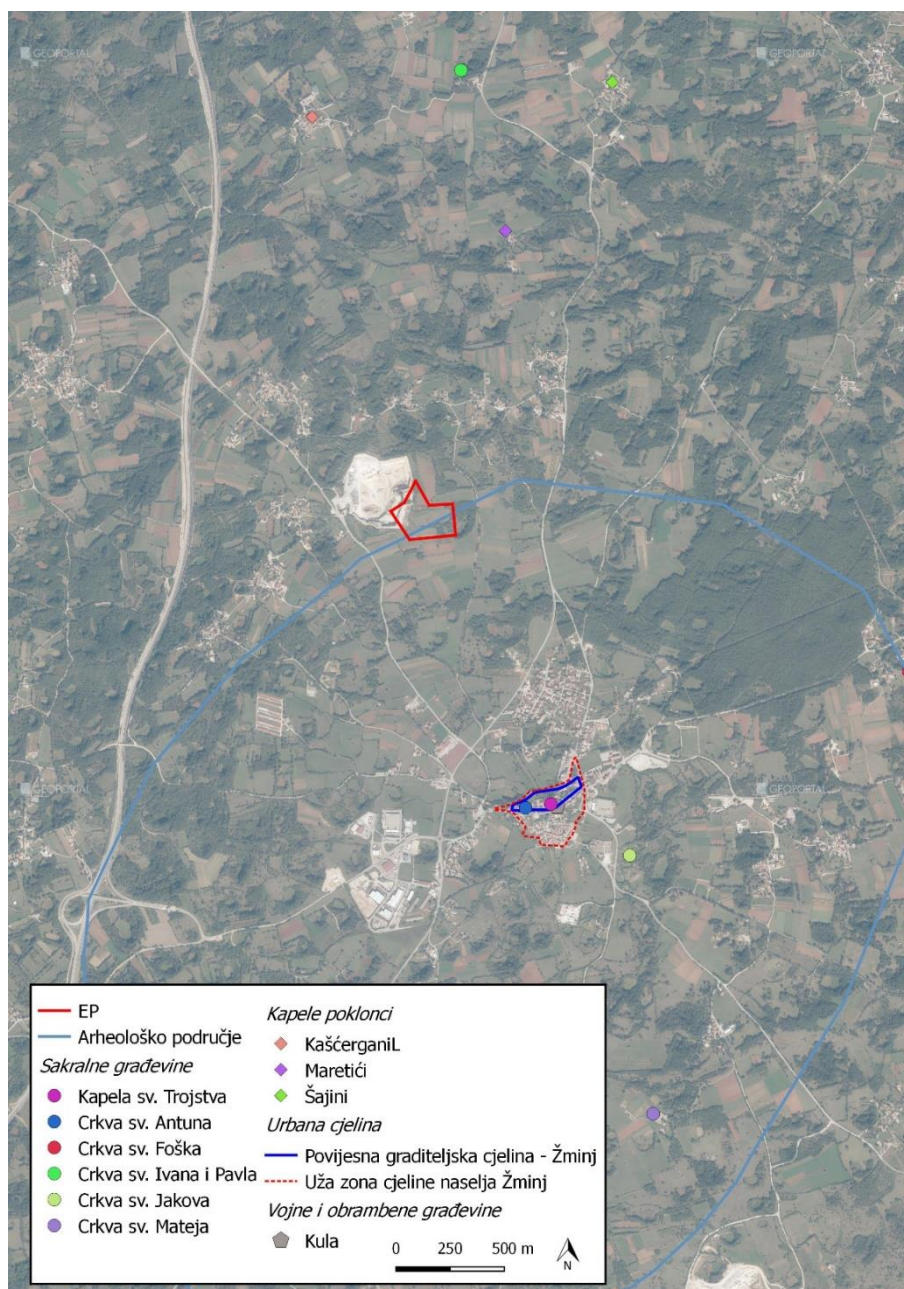 GEOPORTAL
GEOPORTAL
GEOPORTAL
GEOPORTAL
EP
Arheološko područje
Sakralne građevine
Kapela sv. Trojstva
Crkva sv. Antuna
Crkva sv. Foška
Crkva sv. Ivana i Pavla
Crkva sv. Jakova
Crkva sv. Mateja
Kapele poklonci
KašćerganiL
Maretići
Šajini
Urbana cjelina
Povijesna graditeljska cjelina - Žminj
Uža zona cjeline naselja Žminj
Vojne i obrambene građevine
Kula
0 250 500 m
N